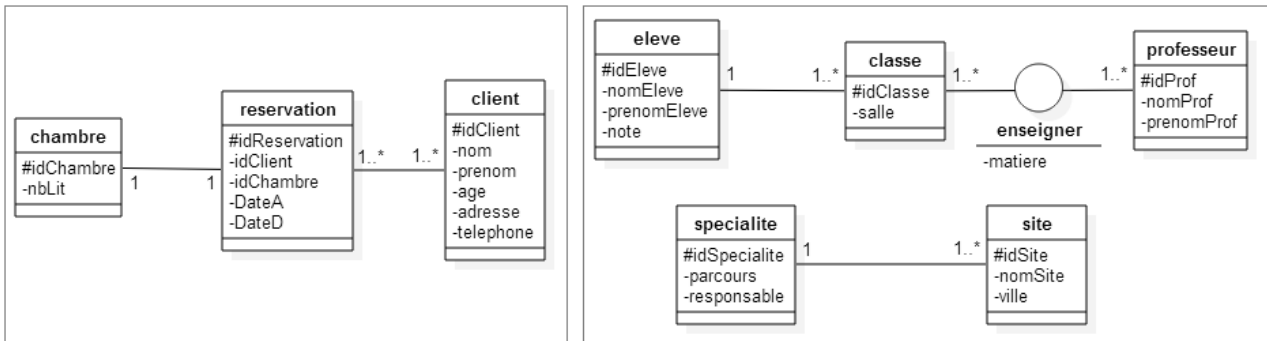 chambre
#idChambre
-nbLit
1
1
reservation
#idReservation
-idClient
-idChambre
-DateA
-DateD
1..*
1..*
client
#idClient
-nom
-prenom
-age
-adresse
-telephone
eleve
#idEleve
-nomEleve
-prenomEleve
-note
1
1..*
classe
#idClasse
-salle
1..*
enseigner
-matiere
1..*
professeur
#idProf
-nomProf
-prenomProf
specialite
#idSpecialite
-parcours
-responsable
1
1..*
site
#idSite
-nomSite
-ville